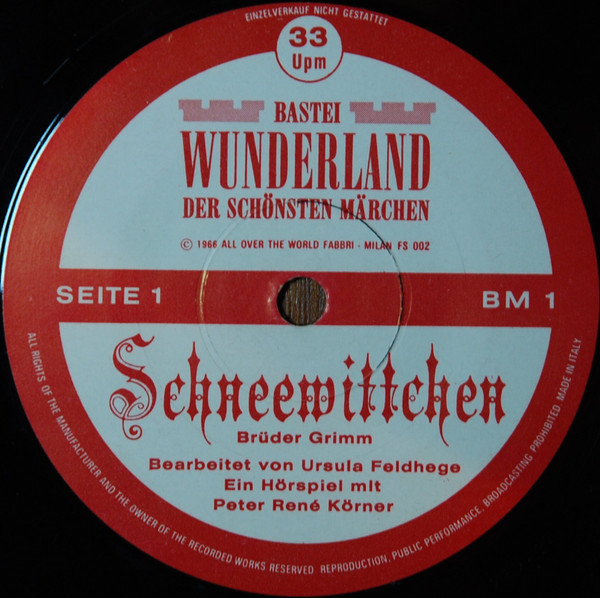 EINZELVERKAUF NICHT GESTATTET
33
Upm
BASTEI
WUNDERLAND
DER SCHÖNSTEN MÄRCHEN
© 1966 ALL OVER THE WORLD FABBRI - MILAN FS 002
SEITE 1
BM 1
Schneewittchen
Brüder Grimm
Bearbeitet von Ursula Feldhege
Ein Hörspiel mit
Peter René Körner
ALL RIGHTS OF THE MANUFACTURER AND THE OWNER OF THE RECORDED WORKS RESERVED REPRODUCTION, PUBLIC PERFORMANCE, BROADCASTING PROHIBITED MADE IN ITALY